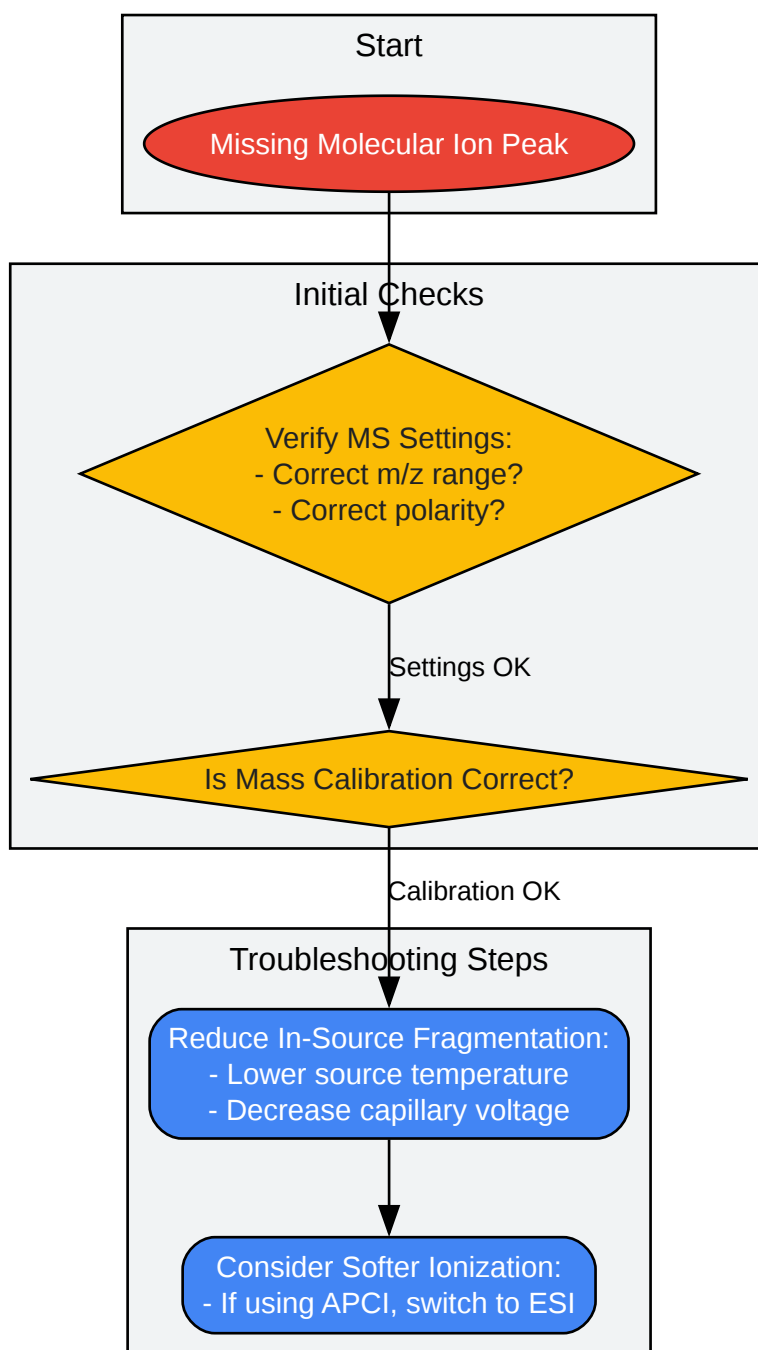 Start
Missing Molecular Ion Peak
Initial Checks
Verify MS Settings:
- Correct m/z range?
- Correct polarity?
Settings OK
Is Mass Calibration Correct?
Calibration OK
Troubleshooting Steps
Reduce In-Source Fragmentation:
- Lower source temperature
- Decrease capillary voltage
Consider Softer Ionization:
- If using APCI, switch to ESI